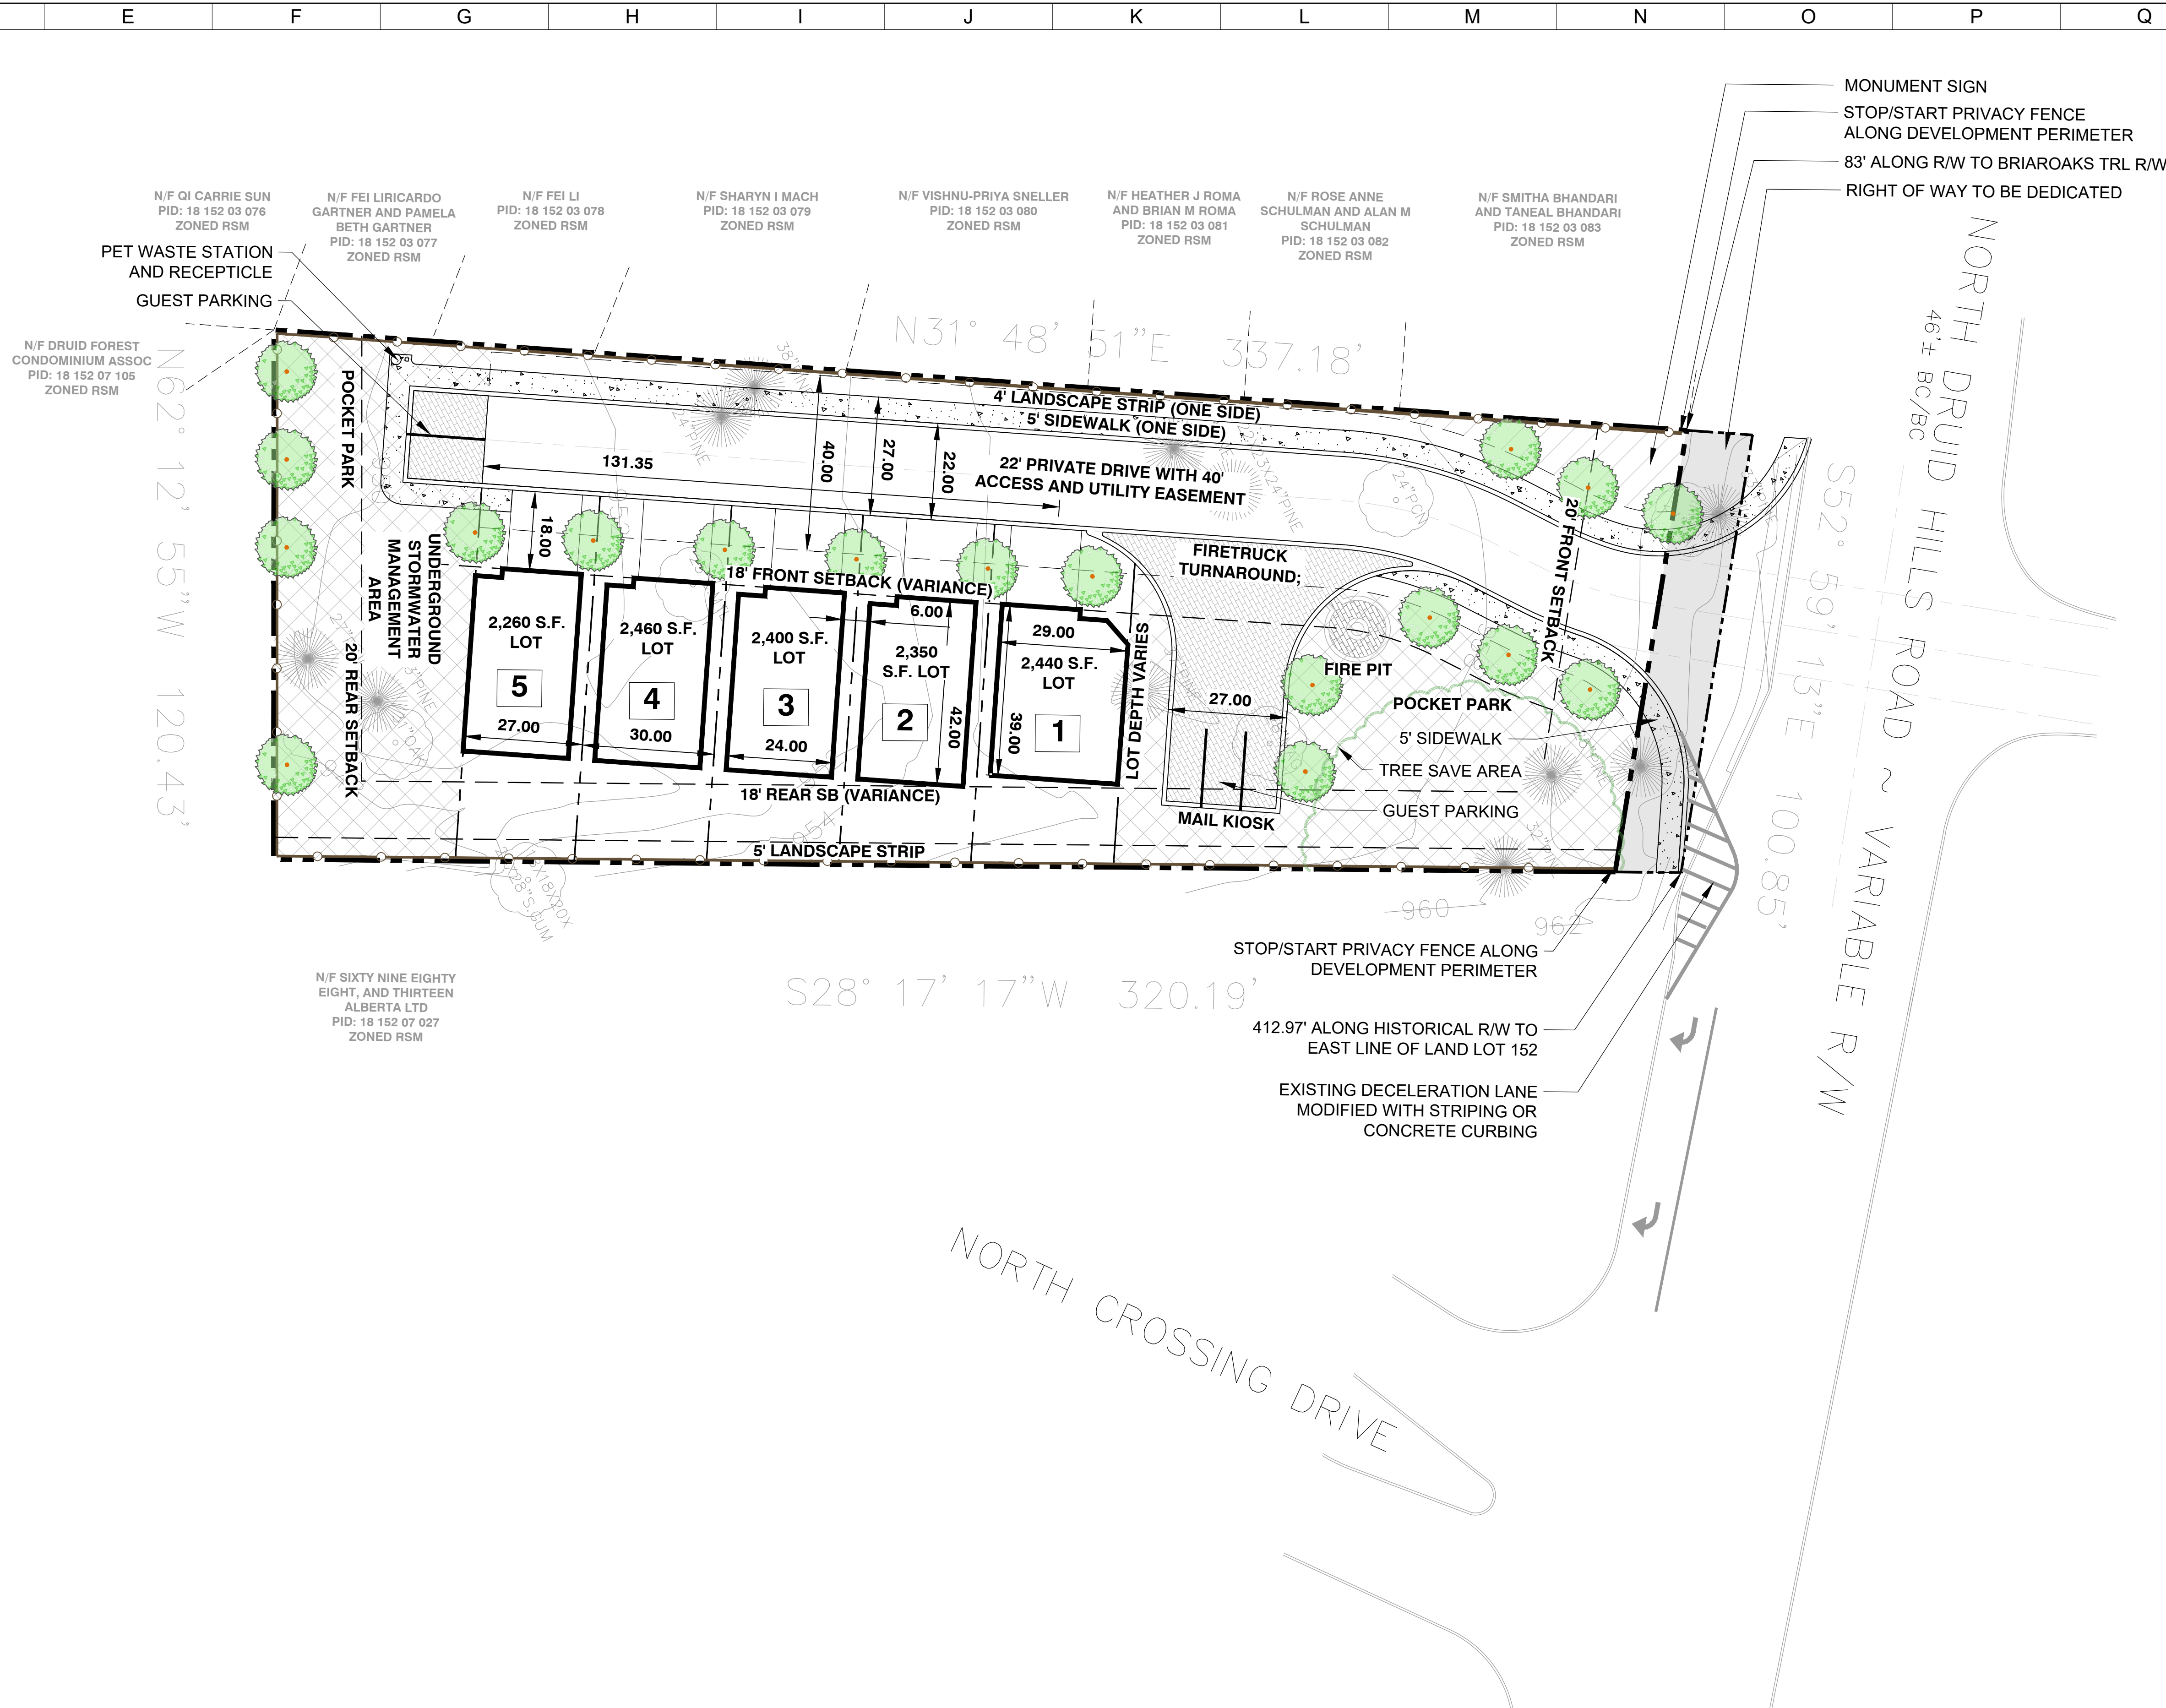 E F G H I J K L M N O P Q
MONUMENT SIGN
STOP/START PRIVACY FENCE
ALONG DEVELOPMENT PERIMETER
83' ALONG R/W TO BRIAROAKS TRL R/W
RIGHT OF WAY TO BE DEDICATED
N/F QI CARRIE SUN
PID: 18 152 03 076
ZONED RSM
N/F FEI LIRICARDO
GARTNER AND PAMELA
BETH GARTNER
PID: 18 152 03 077
ZONED RSM
N/F FEI LI
PID: 18 152 03 078
ZONED RSM
N/F SHARYN I MACH
PID: 18 152 03 079
ZONED RSM
N/F VISHNU-PRIYA SNELLER
PID: 18 152 03 080
ZONED RSM
N/F HEATHER J ROMA
AND BRIAN M ROMA
PID: 18 152 03 081
ZONED RSM
N/F ROSE ANNE
SCHULMAN AND ALAN M
SCHULMAN
PID: 18 152 03 082
ZONED RSM
N/F SMITHA BHANDARI
AND TANEAL BHANDARI
PID: 18 152 03 083
ZONED RSM
PET WASTE STATION
AND RECEPTICLE
GUEST PARKING
N/F DRUID FOREST
CONDOMINIUM ASSOC
PID: 18 152 07 105
ZONED RSM
N62° 12' 55"W 120.43'
N31° 48' 51"E 337.18'
POCKET PARK
38"PINE
24"PINE
4' LANDSCAPE STRIP (ONE SIDE)
5' SIDEWALK (ONE SIDE)
131.35
40.00
27.00
22.00
22' PRIVATE DRIVE WITH 40'
ACCESS AND UTILITY EASEMENT
24"PCN
20' FRONT SETBACK
18.00
UNDERGROUND
STORMWATER
MANAGEMENT
AREA
20' REAR SETBACK
18' FRONT SETBACK (VARIANCE)
FIRETRUCK
TURNAROUND;
2,260 S.F.
LOT
5
27.00
2,460 S.F.
LOT
4
30.00
2,400 S.F.
LOT
3
24.00
6.00
2,350
S.F. LOT
2
42.00
29.00
2,440 S.F.
LOT
1
39.00
LOT DEPTH VARIES
27.00
FIRE PIT
POCKET PARK
5' SIDEWALK
TREE SAVE AREA
GUEST PARKING
MAIL KIOSK
18' REAR SB (VARIANCE)
954
5' LANDSCAPE STRIP
960
962
S28° 17' 17"W 320.19'
S52° 59' 13"E 100.85'
NORTH DRUID HILLS ROAD ~ VARIABLE R/W
46'± BC/BC
N/F SIXTY NINE EIGHTY
EIGHT, AND THIRTEEN
ALBERTA LTD
PID: 18 152 07 027
ZONED RSM
STOP/START PRIVACY FENCE ALONG
DEVELOPMENT PERIMETER
412.97' ALONG HISTORICAL R/W TO
EAST LINE OF LAND LOT 152
EXISTING DECELERATION LANE
MODIFIED WITH STRIPING OR
CONCRETE CURBING
NORTH CROSSING DRIVE